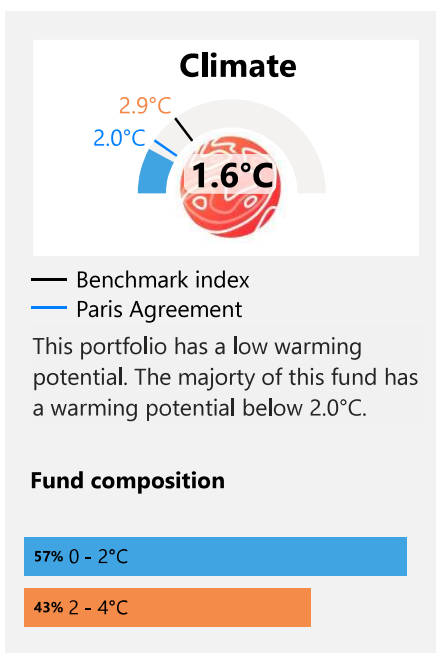 Climate
2.9°C
2.0°C
1.6°C
Benchmark index
Paris Agreement
This portfolio has a low warming
potential. The majorty of this fund has
a warming potential below 2.0°C.
Fund composition
57% 0 - 2°C
43% 2 - 4°C